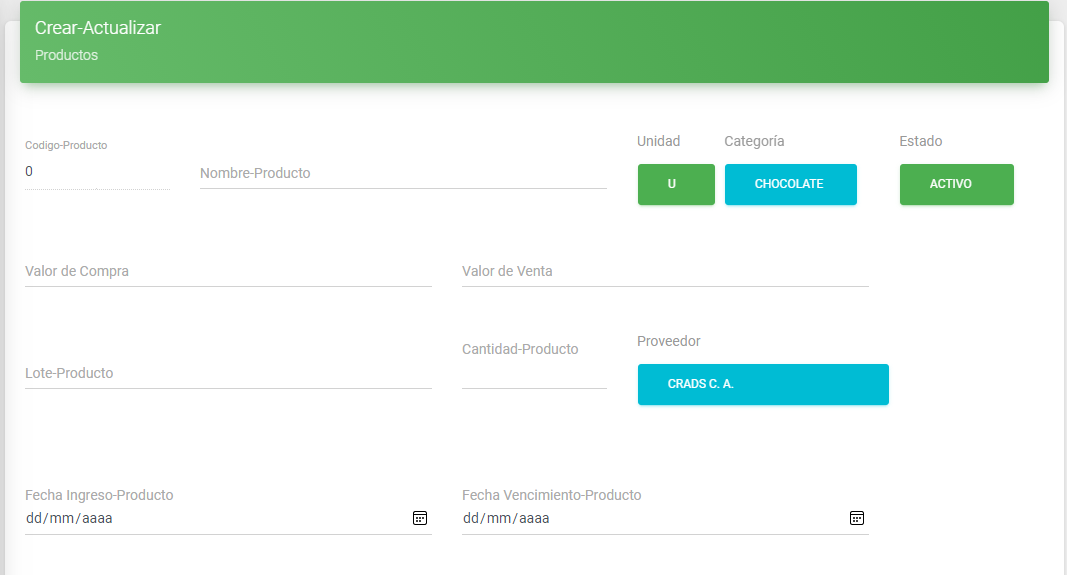 Crear-Actualizar
Productos
Codigo-Producto
0
Nombre-Producto
Unidad
U
Categoría
CHOCOLATE
Estado
ACTIVO
Valor de Compra
Valor de Venta
Lote-Producto
Cantidad-Producto
Proveedor
CRADS C. A.
Fecha Ingreso-Producto
dd/mm/aaaa
Fecha Vencimiento-Producto
dd/mm/aaaa